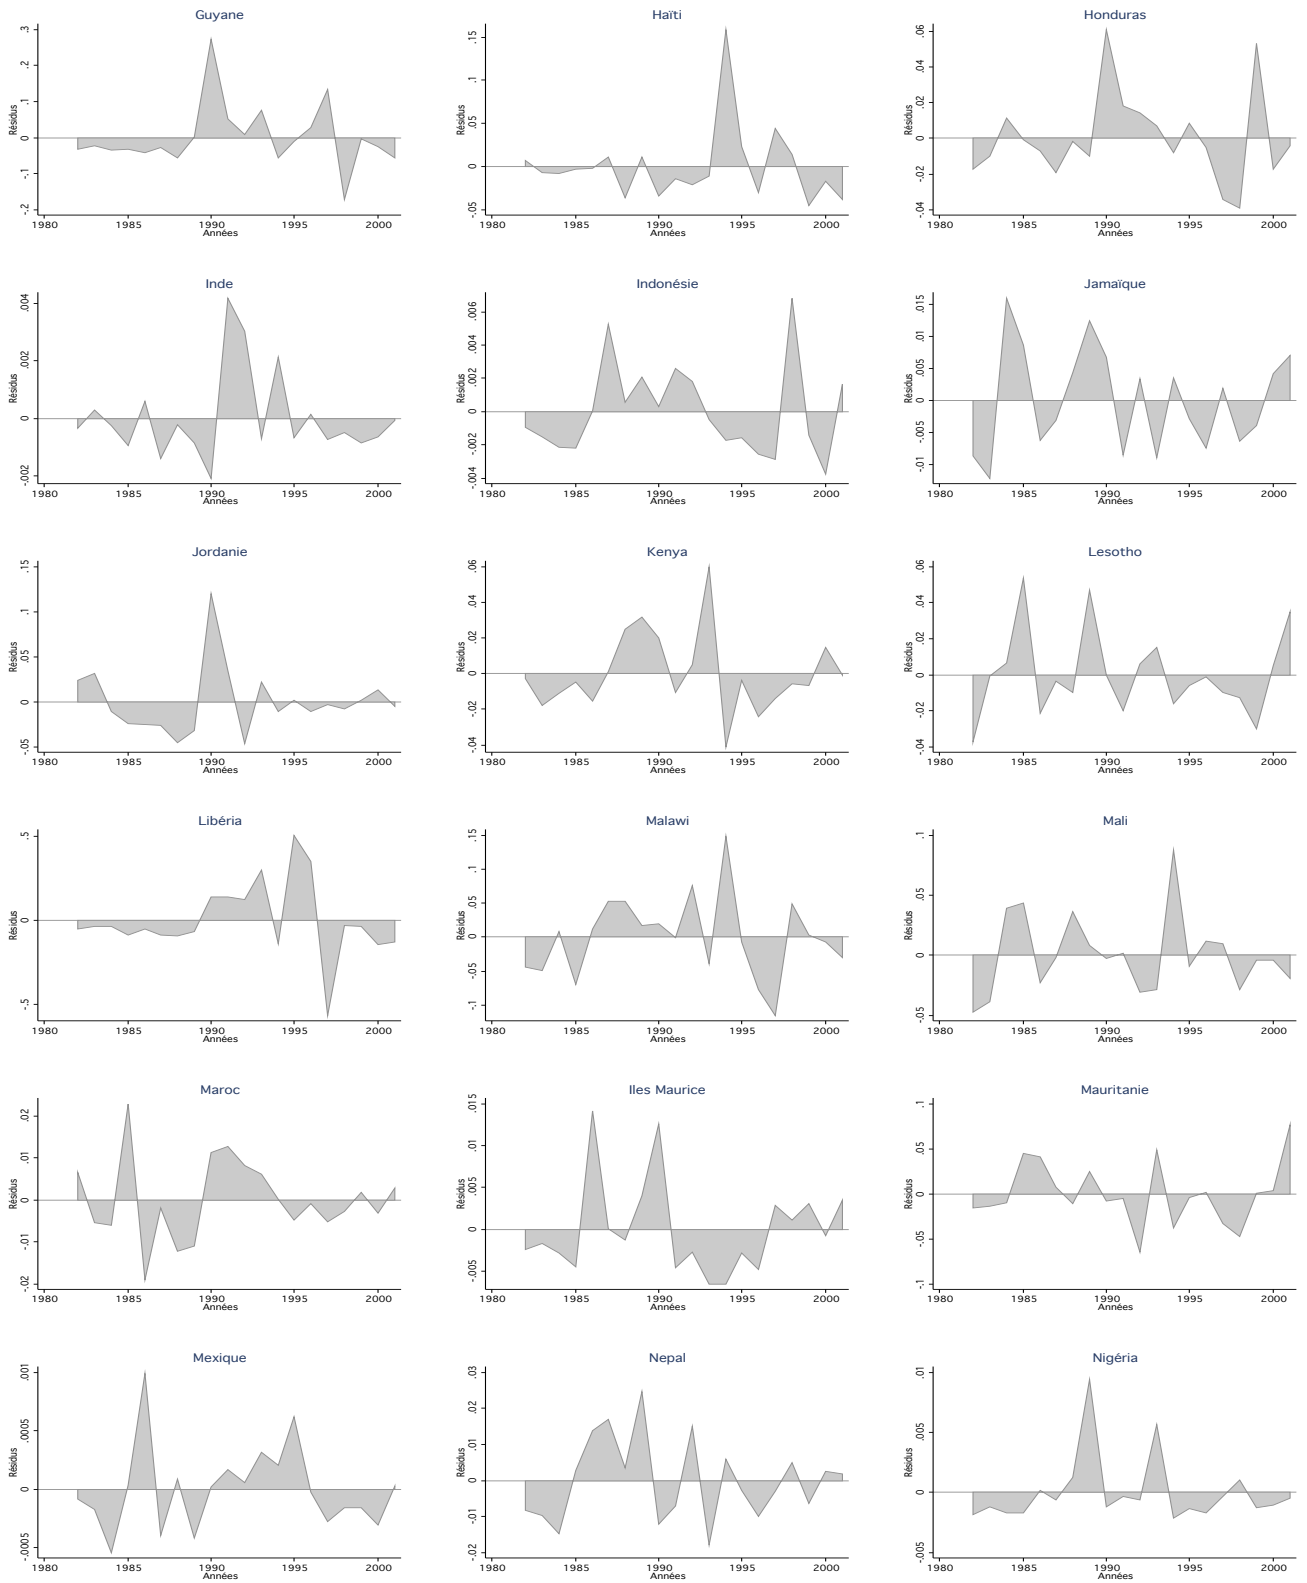 Guyane
Haïti
Honduras
.3
.2
.1
0
-.1
-.2
Résidus
1980 1985 1990 1995 2000
Années
.15
.1
.05
0
-.05
Résidus
1980 1985 1990 1995 2000
Années
.06
.04
.02
0
-.02
-.04
Résidus
1980 1985 1990 1995 2000
Années
Inde
Indonésie
Jamaïque
.004
.002
0
-.002
Résidus
1980 1985 1990 1995 2000
Années
.006
.004
.002
0
-.002
-.004
Résidus
1980 1985 1990 1995 2000
Années
.015
.01
.005
0
-.005
-.01
Résidus
1980 1985 1990 1995 2000
Années
Jordanie
Kenya
Lesotho
.15
.1
.05
0
-.05
Résidus
1980 1985 1990 1995 2000
Années
.06
.04
.02
0
-.02
-.04
Résidus
1980 1985 1990 1995 2000
Années
.06
.04
.02
0
-.02
-.04
Résidus
1980 1985 1990 1995 2000
Années
Libéria
Malawi
Mali
.5
0
-.5
Résidus
1980 1985 1990 1995 2000
Années
.15
.1
.05
0
-.05
-.1
Résidus
1980 1985 1990 1995 2000
Années
.1
.05
0
-.05
Résidus
1980 1985 1990 1995 2000
Années
Maroc
Iles Maurice
Mauritanie
.02
.01
0
-.01
-.02
Résidus
1980 1985 1990 1995 2000
Années
.015
.01
.005
0
-.005
Résidus
1980 1985 1990 1995 2000
Années
.1
.05
0
-.05
-.1
Résidus
1980 1985 1990 1995 2000
Années
Mexique
Nepal
Nigéria
.001
.0005
0
-.0005
Résidus
1980 1985 1990 1995 2000
Années
.03
.02
.01
0
-.01
-.02
Résidus
1980 1985 1990 1995 2000
Années
.01
.005
0
-.005
Résidus
1980 1985 1990 1995 2000
Années